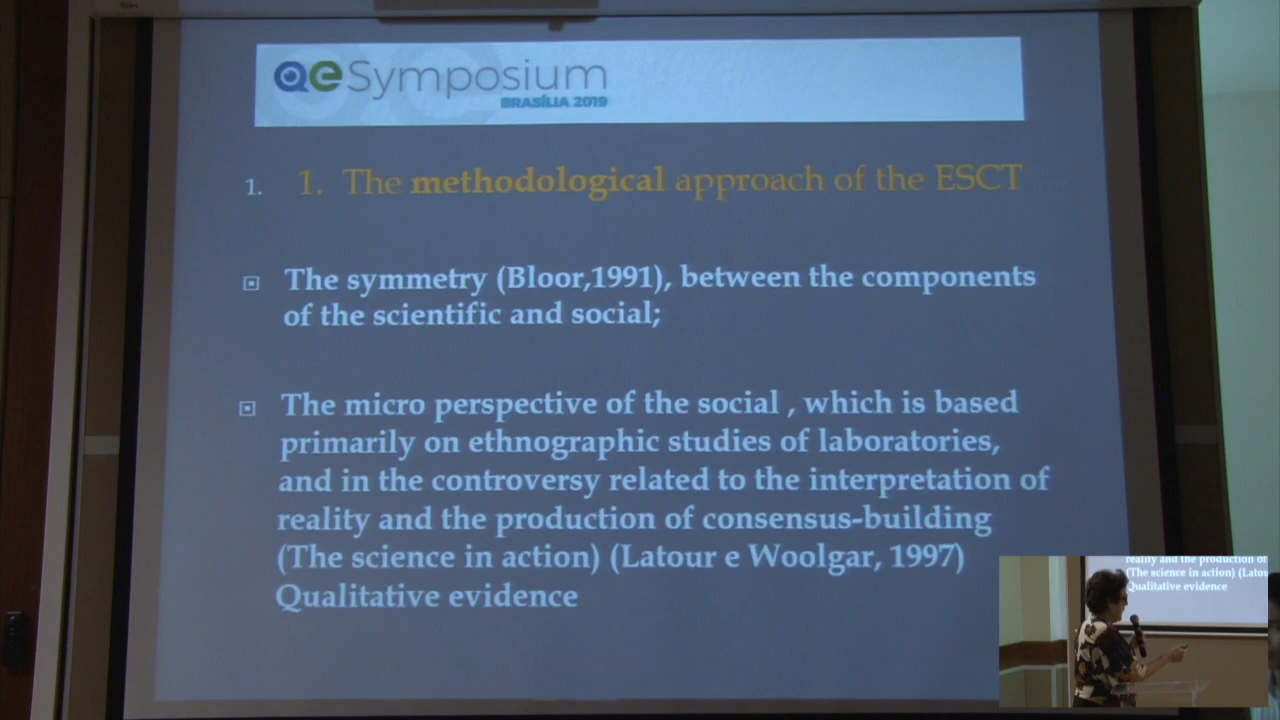 QE Symposium
BRASÍLIA 2019
1. 1. The methodological approach of the ESCT
The symmetry (Bloor,1991), between the components
of the scientific and social;
The micro perspective of the social , which is based
primarily on ethnographic studies of laboratories,
and in the controversy related to the interpretation of
reality and the production of consensus-building
(The science in action) (Latour e Woolgar, 1997)
Qualitative evidence
reality and the production of
(The science in action) (Latou
Qualitative evidence